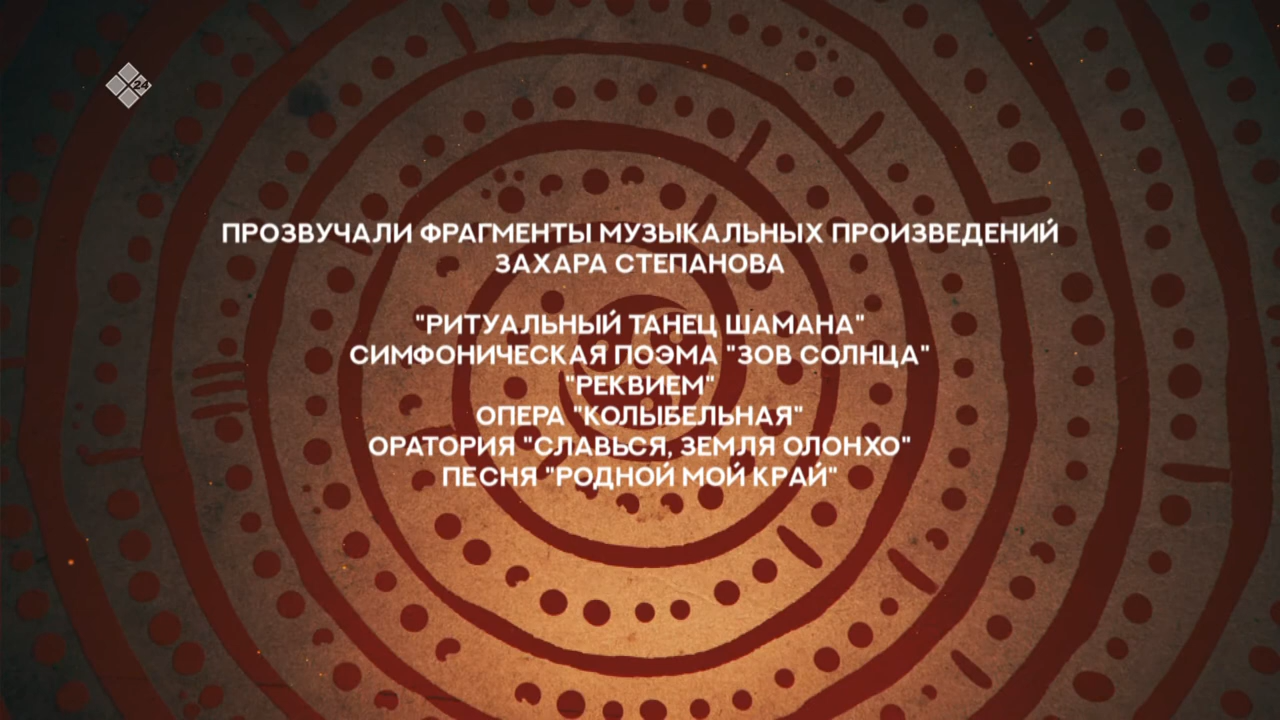 24
ПРОЗВУЧАЛИ ФРАГМЕНТЫ МУЗЫКАЛЬНЫХ ПРОИЗВЕДЕНИЙ
ЗАХАРА СТЕПАНОВА
"РИТУАЛЬНЫЙ ТАНЕЦ ШАМАНА"
СИМФОНИЧЕСКАЯ ПОЭМА "ЗОВ СОЛНЦА"
"РЕКВИЕМ"
ОПЕРА "КОЛЫБЕЛЬНАЯ"
ОРАТОРИЯ "СЛАВЬСЯ, ЗЕМЛЯ ОЛОНХО"
ПЕСНЯ "РОДНОЙ МОЙ КРАЙ"